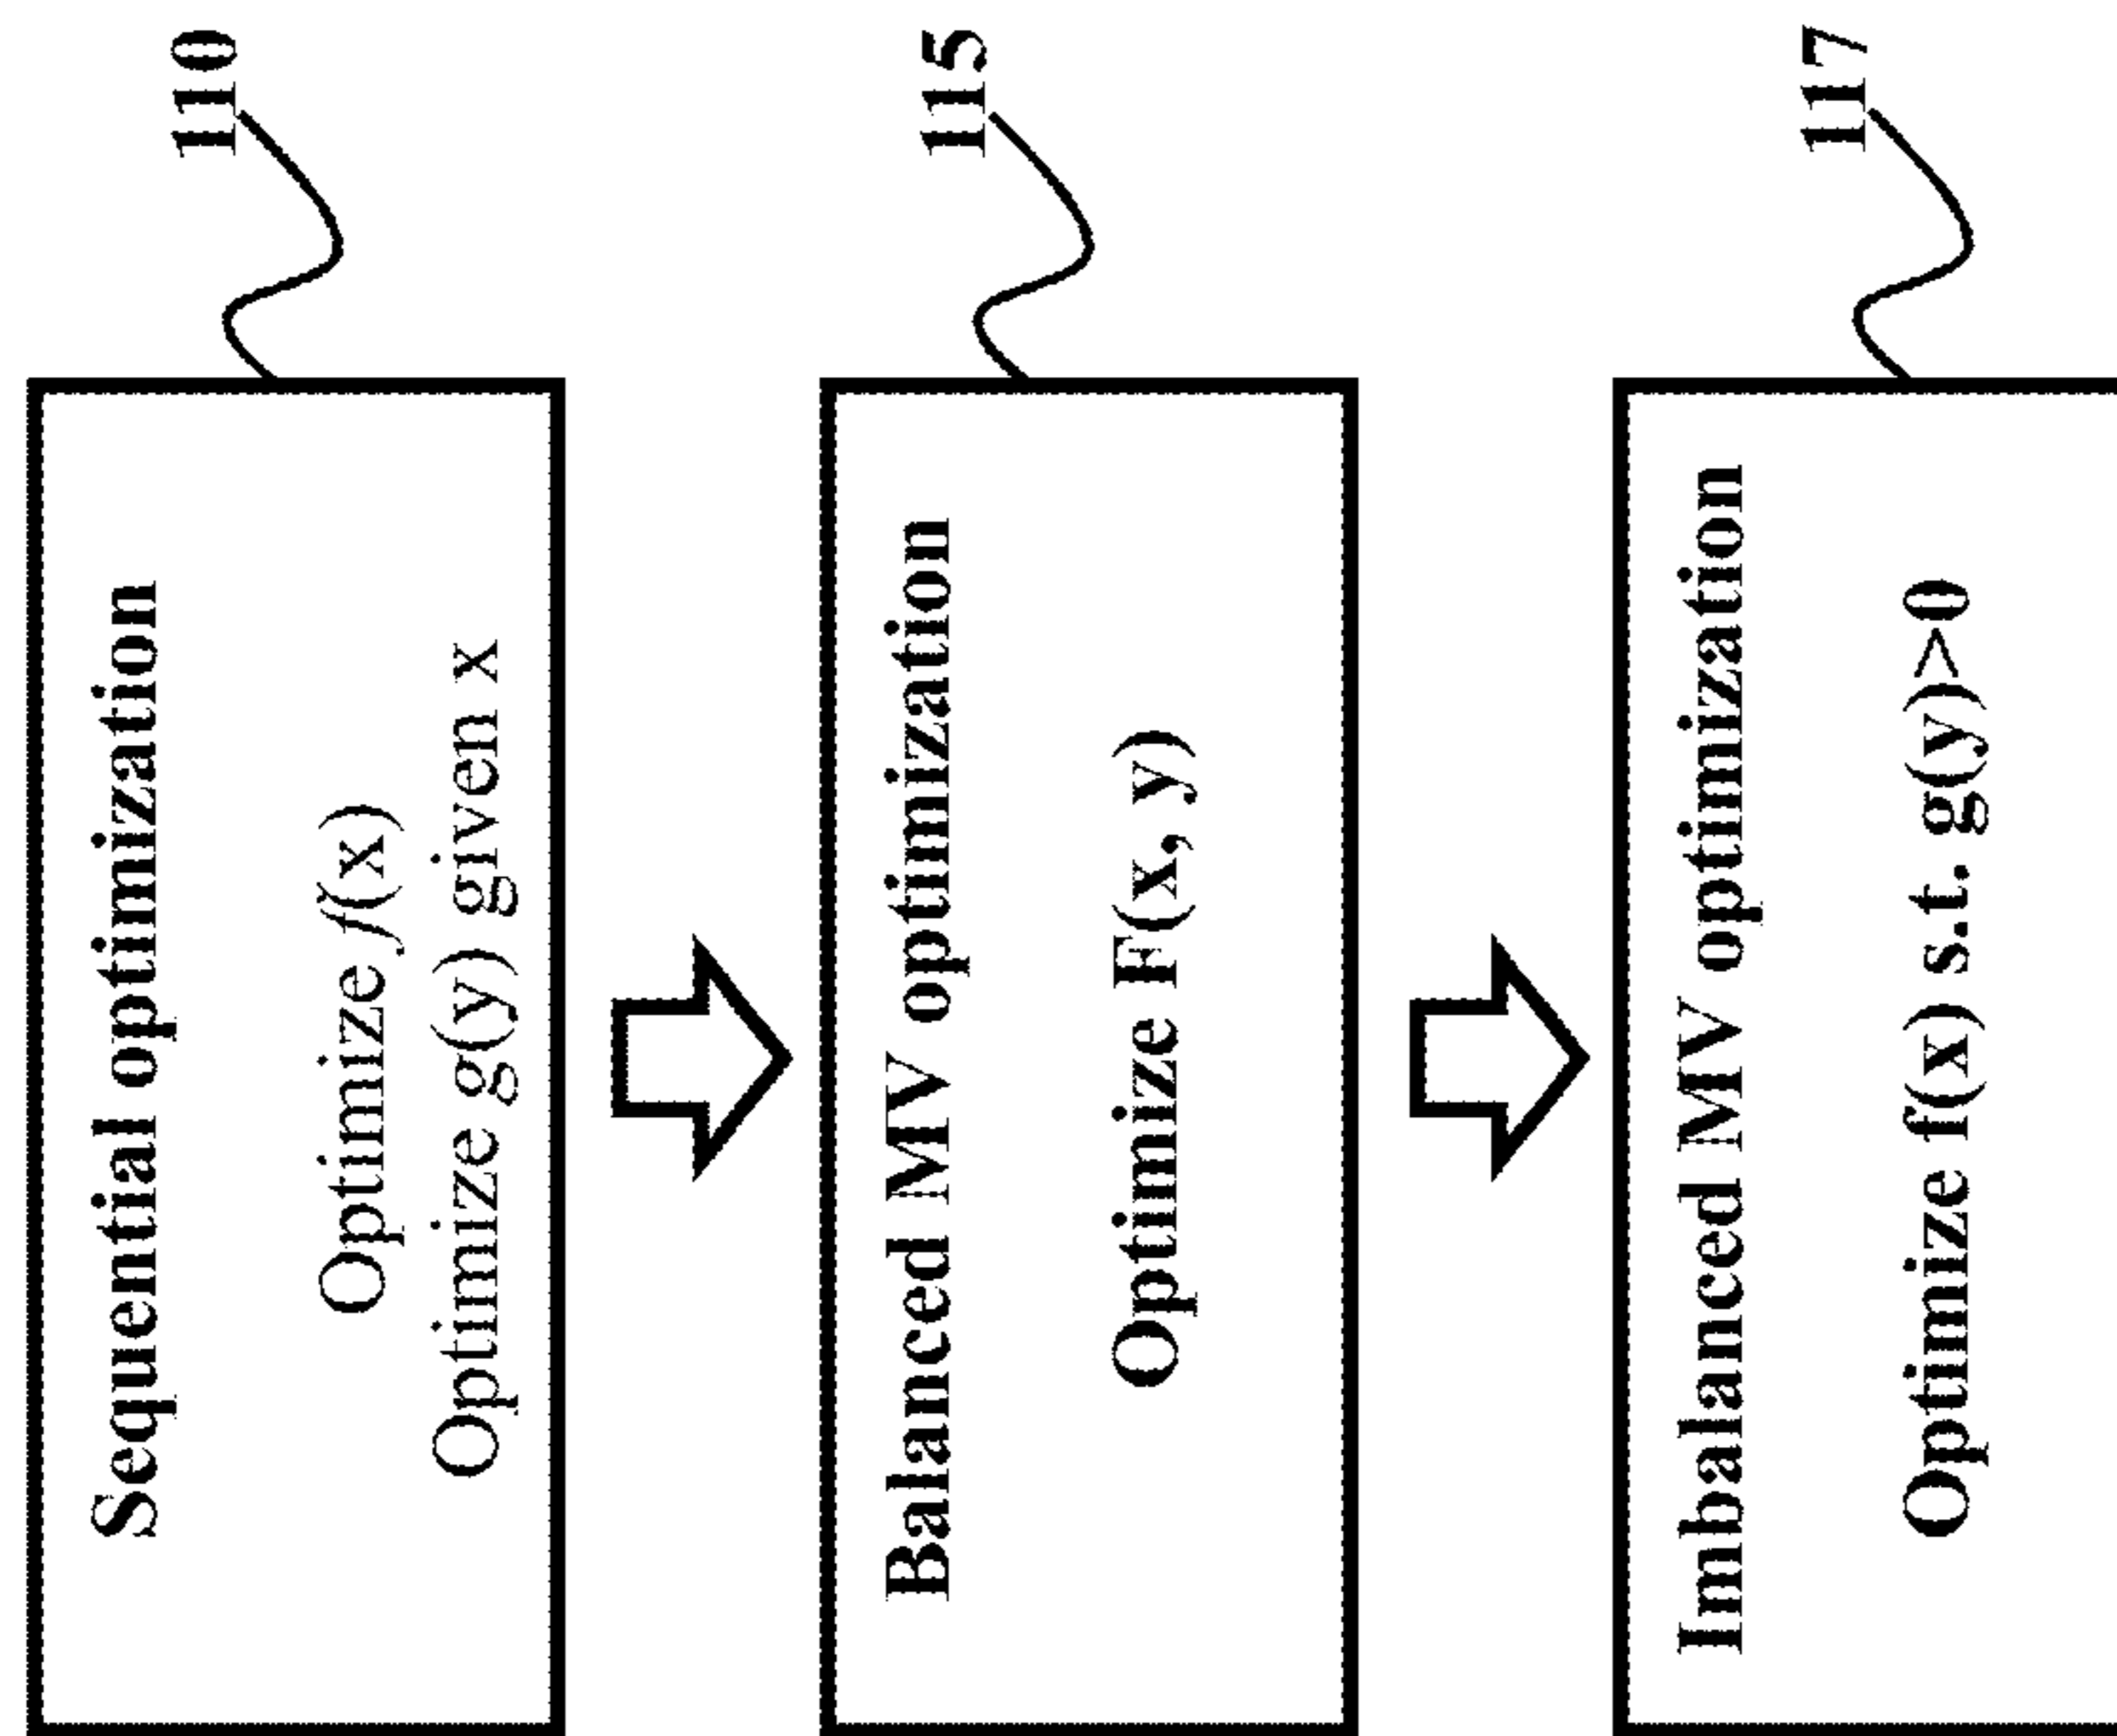 110
Sequential optimization
Optimize f(x)
Optimize g(y) given x
115
Balanced MV optimization
Optimize F(x, y)
117
Imbalanced MV optimization
Optimize f(x) s.t. g(y)>0